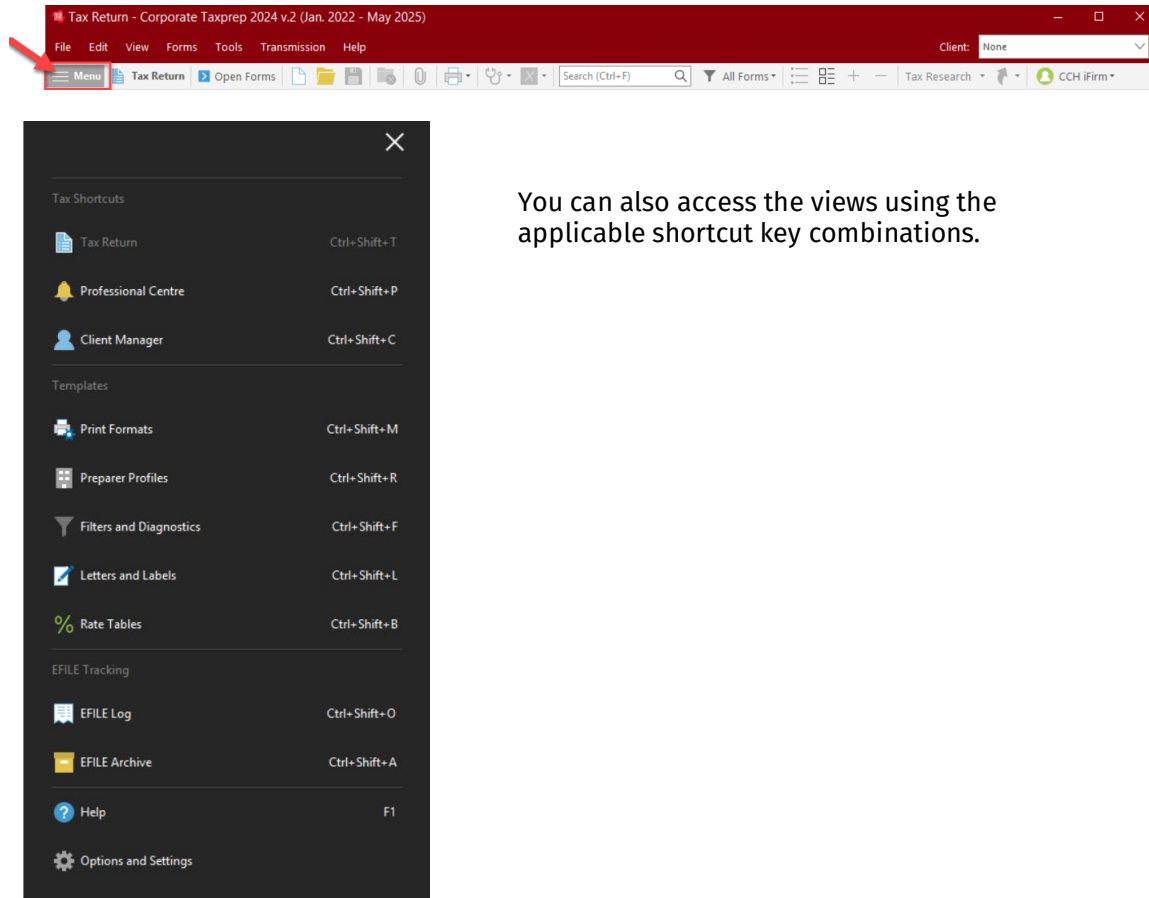 Tax Return - Corporate Taxprep 2024 v.2 (Jan. 2022 - May 2025)
File Edit View Forms Tools Transmission Help Client: None
Menu Tax Return Open Forms Search (Ctrl+F) All Forms Tax Research CCH iFirm
Tax Shortcuts
Tax Return Ctrl+Shift+T
Professional Centre Ctrl+Shift+P
Client Manager Ctrl+Shift+C
Templates
Print Formats Ctrl+Shift+M
Preparer Profiles Ctrl+Shift+R
Filters and Diagnostics Ctrl+Shift+F
Letters and Labels Ctrl+Shift+L
% Rate Tables Ctrl+Shift+B
EFILE Tracking
EFILE Log Ctrl+Shift+O
EFILE Archive Ctrl+Shift+A
? Help F1
Options and Settings
You can also access the views using the
applicable shortcut key combinations.